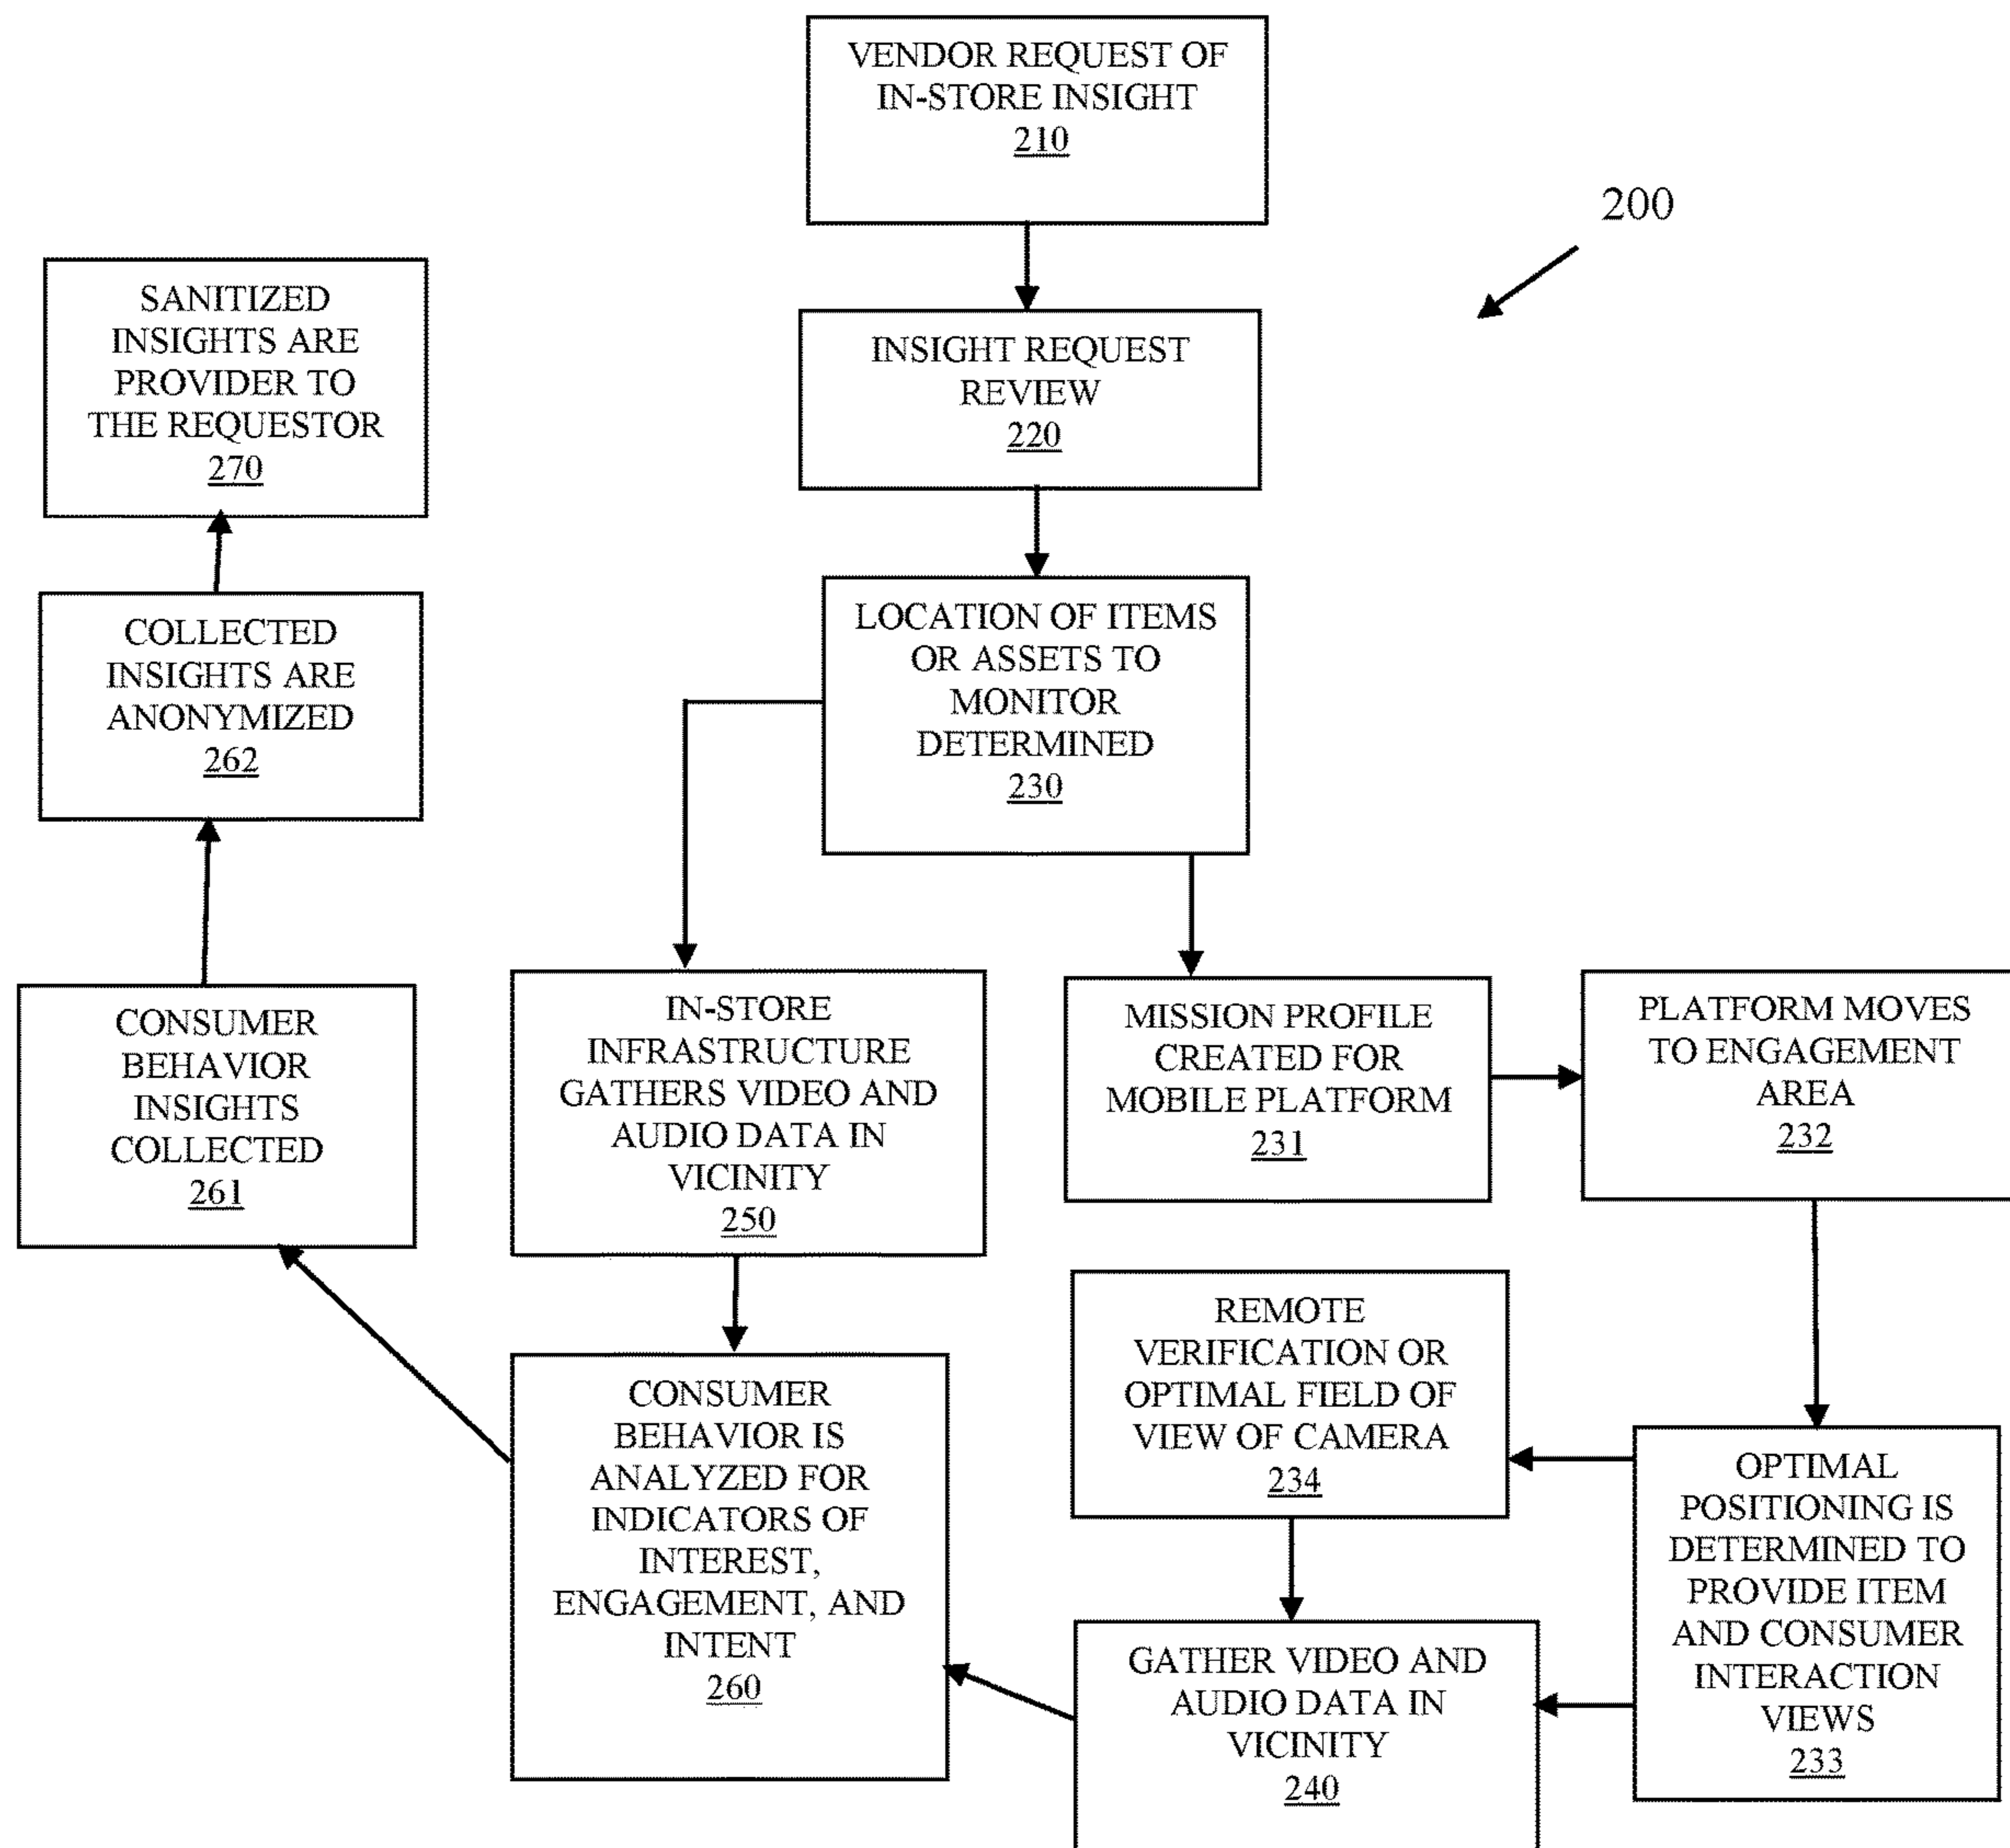 VENDOR REQUEST OF
IN-STORE INSIGHT
210
200
INSIGHT REQUEST
REVIEW
220
LOCATION OF ITEMS
OR ASSETS TO
MONITOR
DETERMINED
230
MISSION PROFILE
CREATED FOR
MOBILE PLATFORM
231
PLATFORM MOVES
TO ENGAGEMENT
AREA
232
OPTIMAL
POSITIONING IS
DETERMINED TO
PROVIDE ITEM
AND CONSUMER
INTERACTION
VIEWS
233
REMOTE
VERIFICATION OR
OPTIMAL FIELD OF
VIEW OF CAMERA
234
GATHER VIDEO AND
AUDIO DATA IN
VICINITY
240
IN-STORE
INFRASTRUCTURE
GATHERS VIDEO AND
AUDIO DATA IN
VICINITY
250
CONSUMER
BEHAVIOR IS
ANALYZED FOR
INDICATORS OF
INTEREST,
ENGAGEMENT, AND
INTENT
260
CONSUMER
BEHAVIOR
INSIGHTS
COLLECTED
261
COLLECTED
INSIGHTS ARE
ANONYMIZED
262
SANITIZED
INSIGHTS ARE
PROVIDER TO
THE REQUESTOR
270